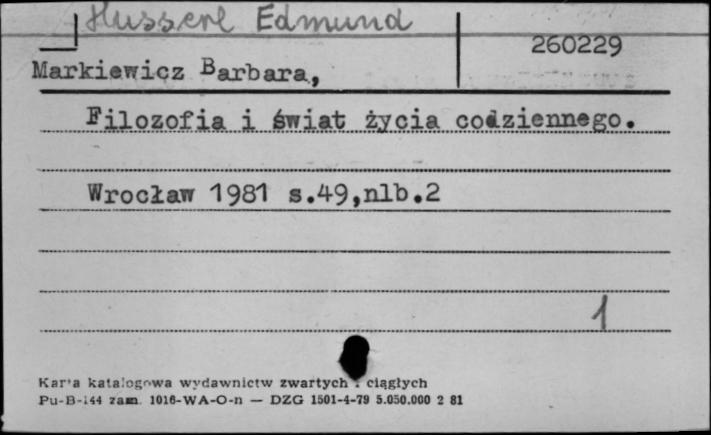 Husserl Edmund
260229
Markiewicz Barbara,
Filozofia i świat życia codziennego.
Wrocław 1981 s.49,nlb.2
1
Karta katalogowa wydawnictw zwartych i ciągłych
Pu-B-144 zam. 1016-WA-O-n — DZG 1501-4-79 5.050.000 2 81